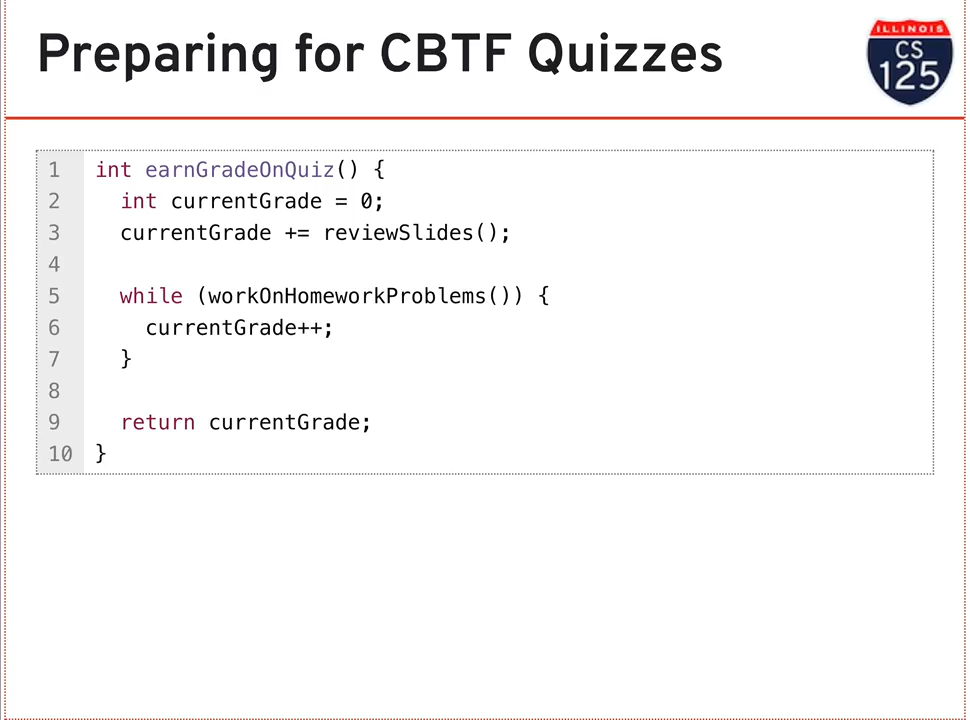 Preparing for CBTF Quizzes
ILLINOIS
CS
125
1 int earnGradeOnQuiz() {
2   int currentGrade = 0;
3   currentGrade += reviewSlides();
4
5   while (workOnHomeworkProblems()) {
6     currentGrade++;
7   }
8
9   return currentGrade;
10 }